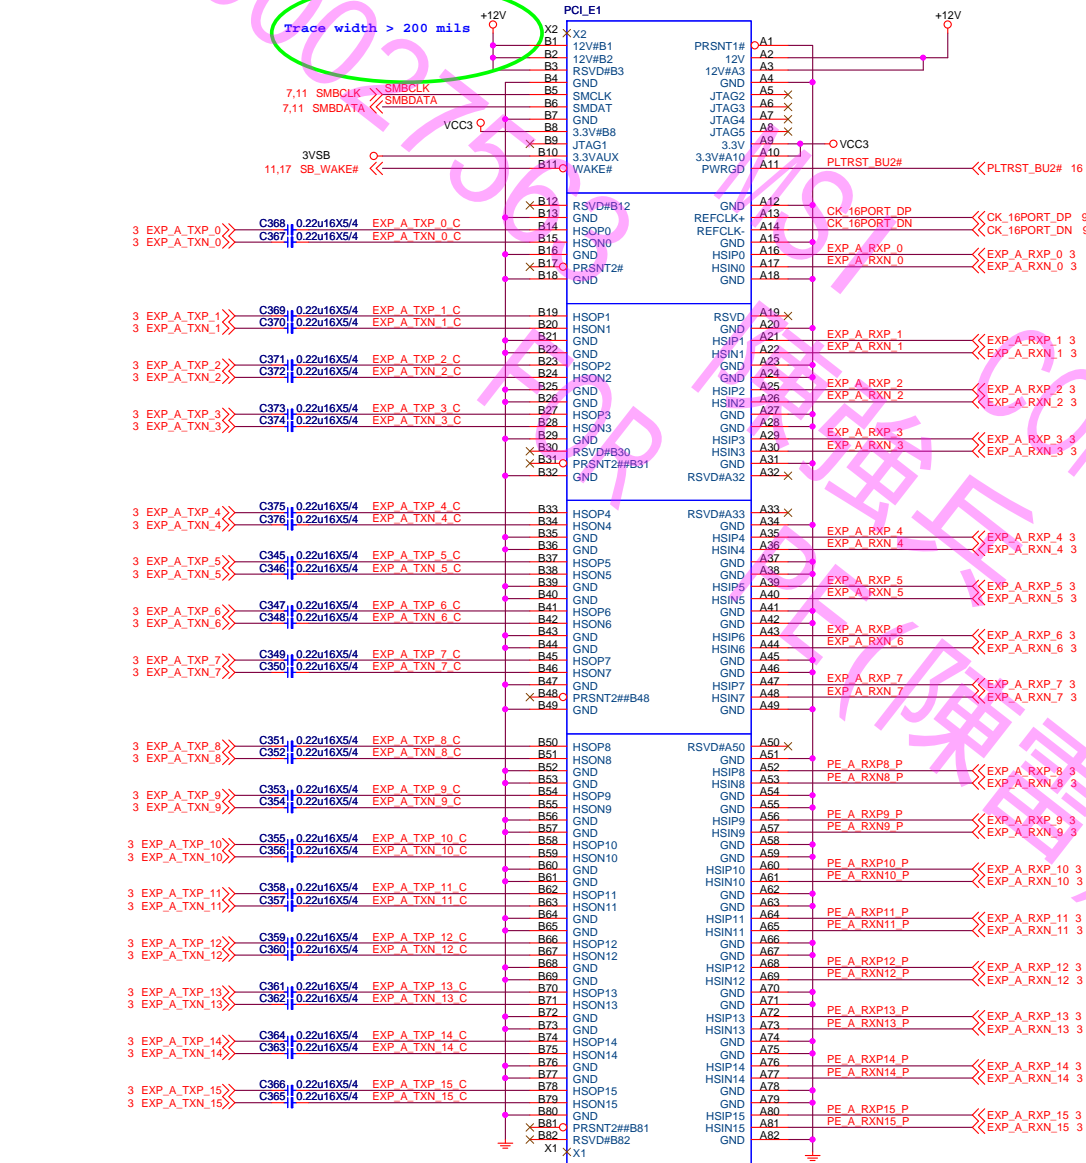 PCI_E1
+12V
+12V
Trace width > 200 mils
X2 X2
B1 12V#B1 PRSNT1# A1
B2 12V#B2 12V A2
B3 RSVD#B3 12V#A3 A3
B4 GND GND A4
7,11 SMBCLK SMBCLK B5 SMCLK JTAG2 A5
7,11 SMBDATA SMBDATA B6 SMDAT JTAG3 A6
B7 GND JTAG4 A7
VCC3 B8 3.3V#B8 JTAG5 A8
B9 JTAG1 3.3V A9 VCC3
3VSB B10 3.3VAUX 3.3V#A10 A10
11,17 SB_WAKE# B11 WAKE# PWRGD A11 PLTRST_BU2# PLTRST_BU2# 16
B12 RSVD#B12 GND A12
B13 GND REFCLK+ A13 CK_16PORT_DP CK_16PORT_DP 9
3 EXP_A_TXP_0 C368 0.22u16X5/4 EXP_A_TXP_0_C B14 HSOP0 REFCLK- A14 CK_16PORT_DN CK_16PORT_DN 9
3 EXP_A_TXN_0 C367 0.22u16X5/4 EXP_A_TXN_0_C B15 HSON0 GND A15
B16 GND HSIP0 A16 EXP_A_RXP_0 EXP_A_RXP_0 3
B17 PRSNT2# HSIN0 A17 EXP_A_RXN_0 EXP_A_RXN_0 3
B18 GND GND A18
3 EXP_A_TXP_1 C369 0.22u16X5/4 EXP_A_TXP_1_C B19 HSOP1 RSVD A19
3 EXP_A_TXN_1 C370 0.22u16X5/4 EXP_A_TXN_1_C B20 HSON1 GND A20
B21 GND HSIP1 A21 EXP_A_RXP_1 EXP_A_RXP_1 3
B22 GND HSIN1 A22 EXP_A_RXN_1 EXP_A_RXN_1 3
3 EXP_A_TXP_2 C371 0.22u16X5/4 EXP_A_TXP_2_C B23 HSOP2 GND A23
3 EXP_A_TXN_2 C372 0.22u16X5/4 EXP_A_TXN_2_C B24 HSON2 GND A24
B25 GND HSIP2 A25 EXP_A_RXP_2 EXP_A_RXP_2 3
B26 GND HSIN2 A26 EXP_A_RXN_2 EXP_A_RXN_2 3
3 EXP_A_TXP_3 C373 0.22u16X5/4 EXP_A_TXP_3_C B27 HSOP3 GND A27
3 EXP_A_TXN_3 C374 0.22u16X5/4 EXP_A_TXN_3_C B28 HSON3 GND A28
B29 GND HSIP3 A29 EXP_A_RXP_3 EXP_A_RXP_3 3
B30 RSVD#B30 HSIN3 A30 EXP_A_RXN_3 EXP_A_RXN_3 3
B31 PRSNT2##B31 GND A31
B32 GND RSVD#A32 A32
3 EXP_A_TXP_4 C375 0.22u16X5/4 EXP_A_TXP_4_C B33 HSOP4 RSVD#A33 A33
3 EXP_A_TXN_4 C376 0.22u16X5/4 EXP_A_TXN_4_C B34 HSON4 GND A34
B35 GND HSIP4 A35 EXP_A_RXP_4 EXP_A_RXP_4 3
B36 GND HSIN4 A36 EXP_A_RXN_4 EXP_A_RXN_4 3
3 EXP_A_TXP_5 C345 0.22u16X5/4 EXP_A_TXP_5_C B37 HSOP5 GND A37
3 EXP_A_TXN_5 C346 0.22u16X5/4 EXP_A_TXN_5_C B38 HSON5 GND A38
B39 GND HSIP5 A39 EXP_A_RXP_5 EXP_A_RXP_5 3
B40 GND HSIN5 A40 EXP_A_RXN_5 EXP_A_RXN_5 3
3 EXP_A_TXP_6 C347 0.22u16X5/4 EXP_A_TXP_6_C B41 HSOP6 GND A41
3 EXP_A_TXN_6 C348 0.22u16X5/4 EXP_A_TXN_6_C B42 HSON6 GND A42
B43 GND HSIP6 A43 EXP_A_RXP_6 EXP_A_RXP_6 3
B44 GND HSIN6 A44 EXP_A_RXN_6 EXP_A_RXN_6 3
3 EXP_A_TXP_7 C349 0.22u16X5/4 EXP_A_TXP_7_C B45 HSOP7 GND A45
3 EXP_A_TXN_7 C350 0.22u16X5/4 EXP_A_TXN_7_C B46 HSON7 GND A46
B47 GND HSIP7 A47 EXP_A_RXP_7 EXP_A_RXP_7 3
B48 PRSNT2##B48 HSIN7 A48 EXP_A_RXN_7 EXP_A_RXN_7 3
B49 GND GND A49
3 EXP_A_TXP_8 C351 0.22u16X5/4 EXP_A_TXP_8_C B50 HSOP8 RSVD#A50 A50
3 EXP_A_TXN_8 C352 0.22u16X5/4 EXP_A_TXN_8_C B51 HSON8 GND A51
B52 GND HSIP8 A52 PE_A_RXP8_P EXP_A_RXP_8 3
B53 GND HSIN8 A53 PE_A_RXN8_P EXP_A_RXN_8 3
3 EXP_A_TXP_9 C353 0.22u16X5/4 EXP_A_TXP_9_C B54 HSOP9 GND A54
3 EXP_A_TXN_9 C354 0.22u16X5/4 EXP_A_TXN_9_C B55 HSON9 GND A55
B56 GND HSIP9 A56 PE_A_RXP9_P EXP_A_RXP_9 3
B57 GND HSIN9 A57 PE_A_RXN9_P EXP_A_RXN_9 3
3 EXP_A_TXP_10 C355 0.22u16X5/4 EXP_A_TXP_10_C B58 HSOP10 GND A58
3 EXP_A_TXN_10 C356 0.22u16X5/4 EXP_A_TXN_10_C B59 HSON10 GND A59
B60 GND HSIP10 A60 PE_A_RXP10_P EXP_A_RXP_10 3
B61 GND HSIN10 A61 PE_A_RXN10_P EXP_A_RXN_10 3
3 EXP_A_TXP_11 C358 0.22u16X5/4 EXP_A_TXP_11_C B62 HSOP11 GND A62
3 EXP_A_TXN_11 C357 0.22u16X5/4 EXP_A_TXN_11_C B63 HSON11 GND A63
B64 GND HSIP11 A64 PE_A_RXP11_P EXP_A_RXP_11 3
B65 GND HSIN11 A65 PE_A_RXN11_P EXP_A_RXN_11 3
3 EXP_A_TXP_12 C359 0.22u16X5/4 EXP_A_TXP_12_C B66 HSOP12 GND A66
3 EXP_A_TXN_12 C360 0.22u16X5/4 EXP_A_TXN_12_C B67 HSON12 GND A67
B68 GND HSIP12 A68 PE_A_RXP12_P EXP_A_RXP_12 3
B69 GND HSIN12 A69 PE_A_RXN12_P EXP_A_RXN_12 3
3 EXP_A_TXP_13 C361 0.22u16X5/4 EXP_A_TXP_13_C B70 HSOP13 GND A70
3 EXP_A_TXN_13 C362 0.22u16X5/4 EXP_A_TXN_13_C B71 HSON13 GND A71
B72 GND HSIP13 A72 PE_A_RXP13_P EXP_A_RXP_13 3
B73 GND HSIN13 A73 PE_A_RXN13_P EXP_A_RXN_13 3
3 EXP_A_TXP_14 C364 0.22u16X5/4 EXP_A_TXP_14_C B74 HSOP14 GND A74
3 EXP_A_TXN_14 C363 0.22u16X5/4 EXP_A_TXN_14_C B75 HSON14 GND A75
B76 GND HSIP14 A76 PE_A_RXP14_P EXP_A_RXP_14 3
B77 GND HSIN14 A77 PE_A_RXN14_P EXP_A_RXN_14 3
3 EXP_A_TXP_15 C366 0.22u16X5/4 EXP_A_TXP_15_C B78 HSOP15 GND A78
3 EXP_A_TXN_15 C365 0.22u16X5/4 EXP_A_TXN_15_C B79 HSON15 GND A79
B80 GND HSIP15 A80 PE_A_RXP15_P EXP_A_RXP_15 3
B81 PRSNT2##B81 HSIN15 A81 PE_A_RXN15_P EXP_A_RXN_15 3
B82 RSVD#B82 GND A82
X1 X1
FOR
陳強兵
PE(陳書